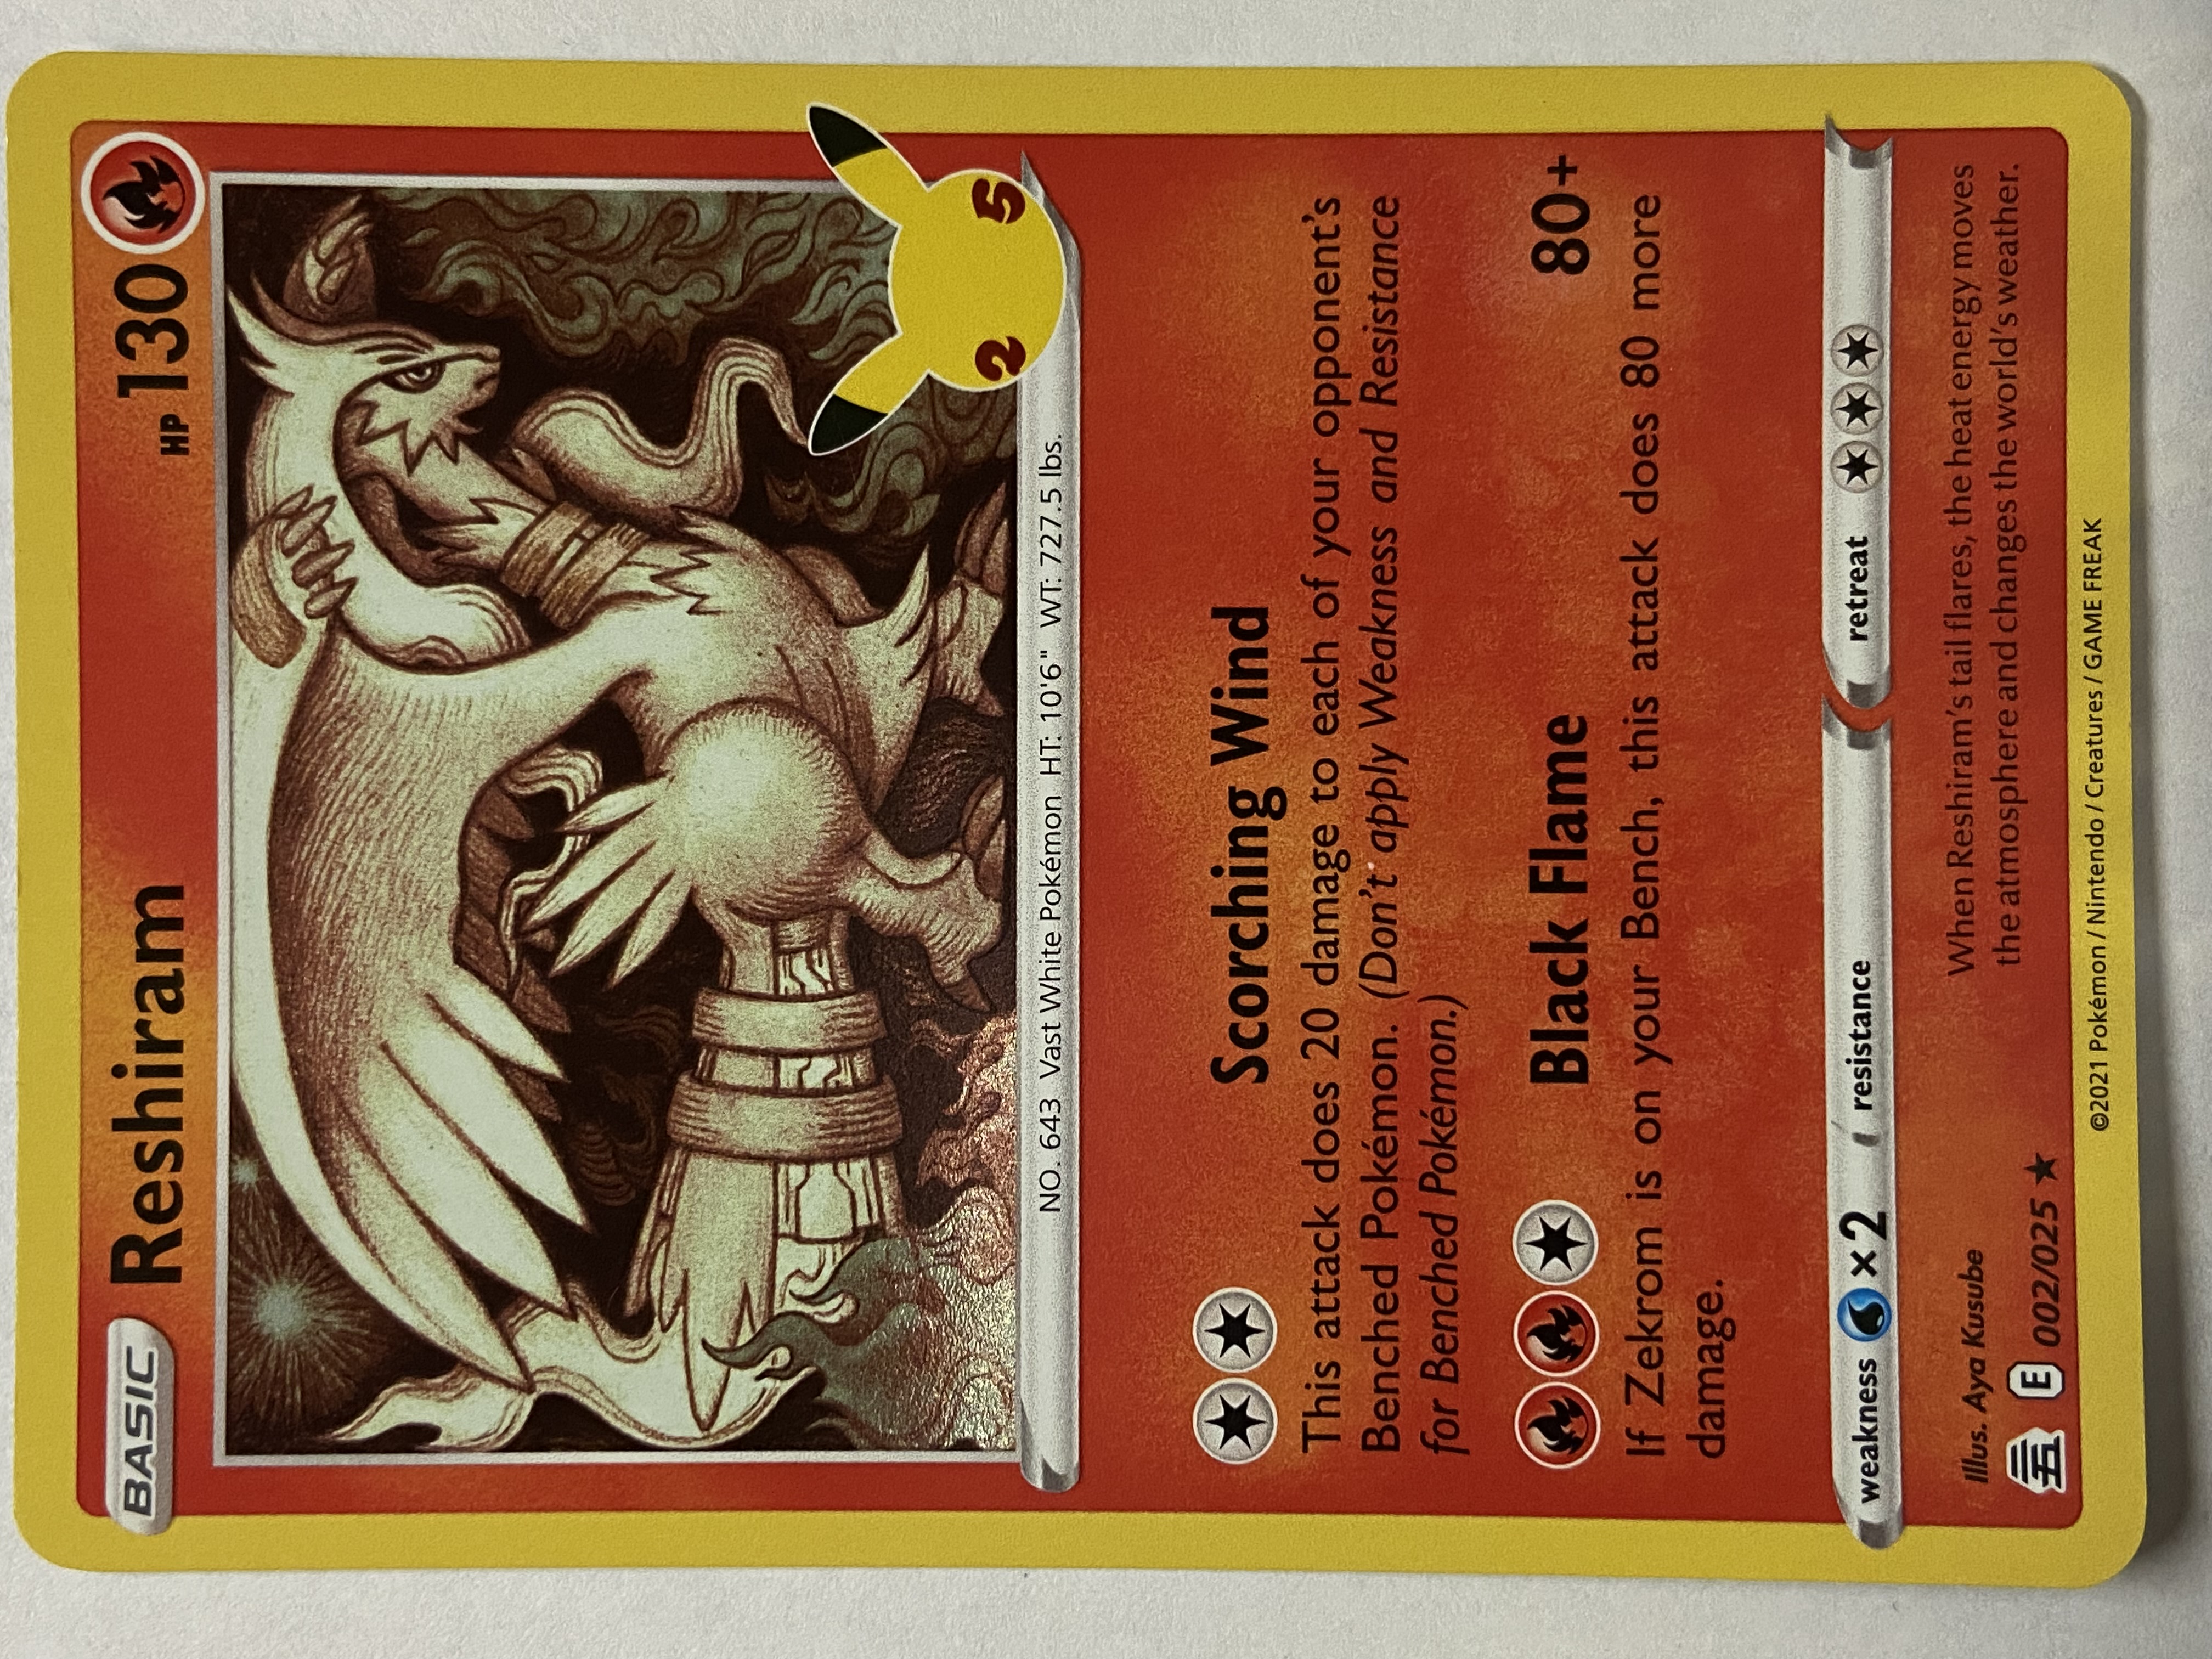 BASIC Reshiram HP 130
2 5
NO. 643 Vast White Pokémon HT: 10'6" WT: 727.5 lbs.
Scorching Wind
This attack does 20 damage to each of your opponent's
Benched Pokémon. (Don't apply Weakness and Resistance
for Benched Pokémon.)
Black Flame 80+
If Zekrom is on your Bench, this attack does 80 more
damage.
weakness ×2 resistance retreat
Illus. Aya Kusube
When Reshiram's tail flares, the heat energy moves
the atmosphere and changes the world's weather.
E 002/025 ★
©2021 Pokémon / Nintendo / Creatures / GAME FREAK